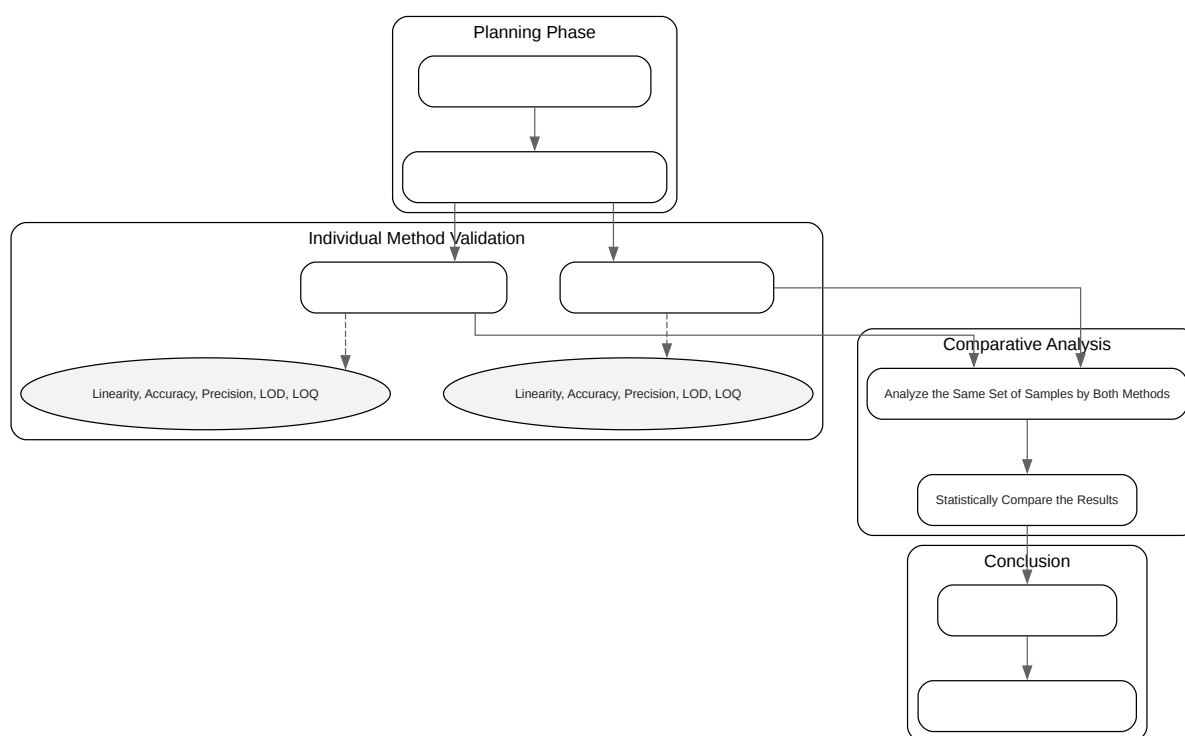 Planning Phase
Individual Method Validation
Linearity, Accuracy, Precision, LOD, LOQ
Linearity, Accuracy, Precision, LOD, LOQ
Comparative Analysis
Analyze the Same Set of Samples by Both Methods
Statistically Compare the Results
Conclusion